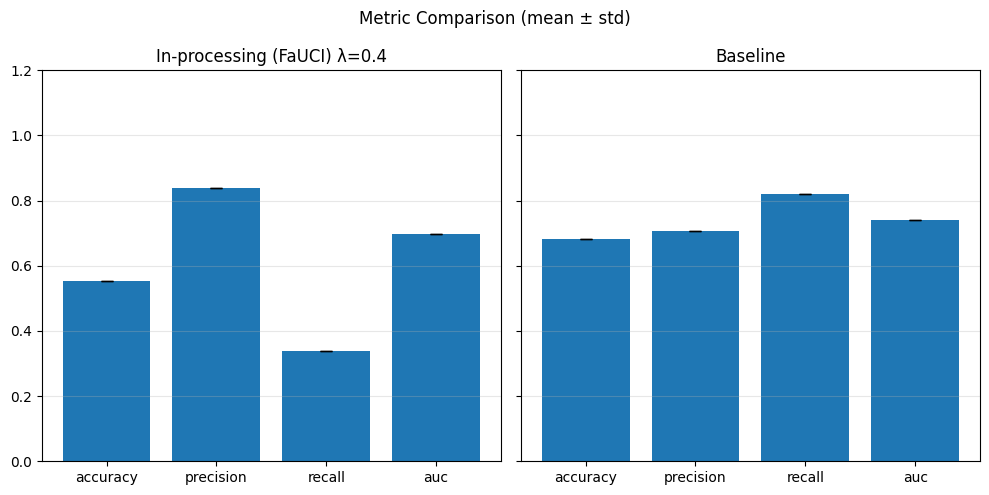 Metric Comparison (mean ± std)
In-processing (FaUCI) λ=0.4
Baseline
1.2
1.0
0.8
0.6
0.4
0.2
0.0
accuracy precision recall auc
accuracy precision recall auc